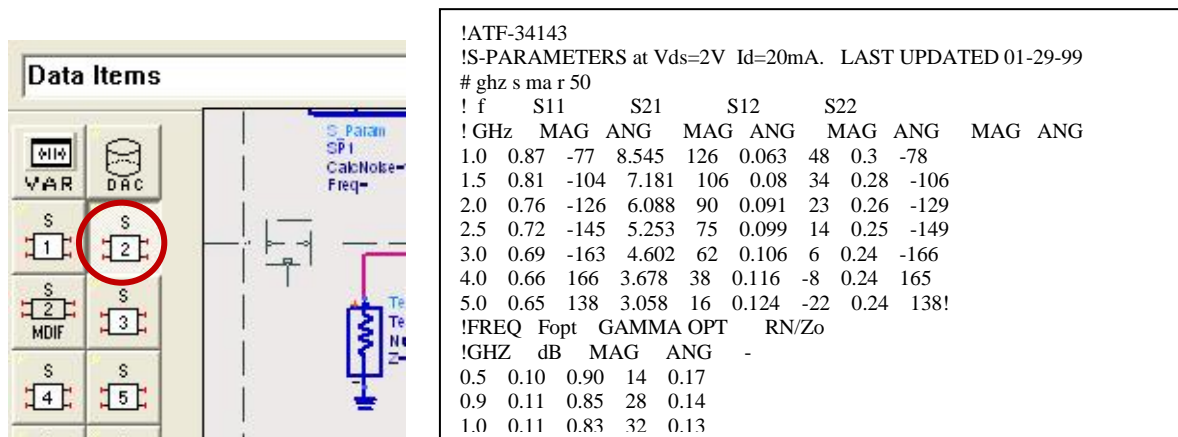 Data Items
VAR
DAC
S
1
S
2
S
2
MDIF
S
3
S
4
S
5
S_Param
SP1
CalcNoise=
Freq=
Te
Te
N
Z=
!ATF-34143
!S-PARAMETERS at Vds=2V Id=20mA. LAST UPDATED 01-29-99
# ghz s ma r 50
! f S11 S21 S12 S22
! GHz MAG ANG MAG ANG MAG ANG MAG ANG
1.0 0.87 -77 8.545 126 0.063 48 0.3 -78
1.5 0.81 -104 7.181 106 0.08 34 0.28 -106
2.0 0.76 -126 6.088 90 0.091 23 0.26 -129
2.5 0.72 -145 5.253 75 0.099 14 0.25 -149
3.0 0.69 -163 4.602 62 0.106 6 0.24 -166
4.0 0.66 166 3.678 38 0.116 -8 0.24 165
5.0 0.65 138 3.058 16 0.124 -22 0.24 138!
!FREQ Fopt GAMMA OPT RN/Zo
!GHZ dB MAG ANG -
0.5 0.10 0.90 14 0.17
0.9 0.11 0.85 28 0.14
1.0 0.11 0.83 32 0.13